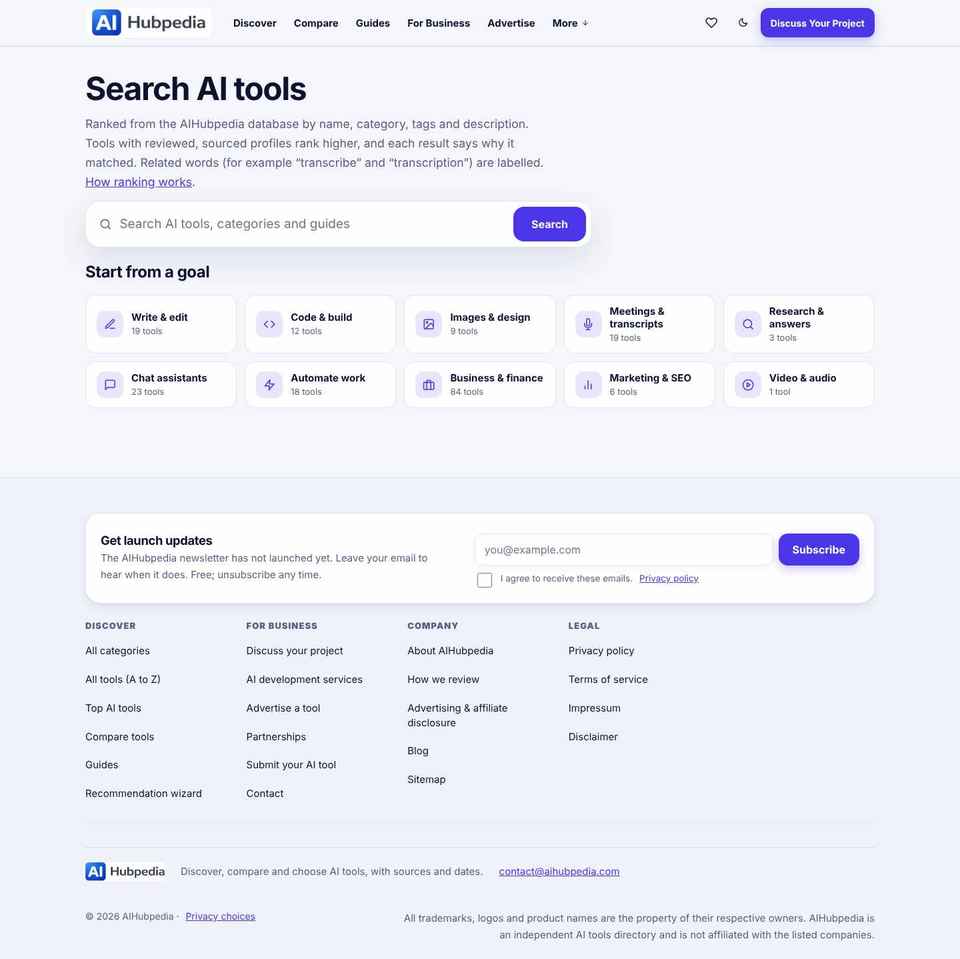 AI Hubpedia
Discover
Compare
Guides
For Business
Advertise
More
Discuss Your Project
Search AI tools
Ranked from the AIHubpedia database by name, category, tags and description.
Tools with reviewed, sourced profiles rank higher, and each result says why it
matched. Related words (for example “transcribe” and “transcription”) are labelled.
How ranking works.
Search AI tools, categories and guides
Search
Start from a goal
Write & edit
19 tools
Code & build
12 tools
Images & design
9 tools
Meetings &
transcripts
19 tools
Research &
answers
3 tools
Chat assistants
23 tools
Automate work
18 tools
Business & finance
84 tools
Marketing & SEO
6 tools
Video & audio
1 tool
Get launch updates
The AIHubpedia newsletter has not launched yet. Leave your email to
hear when it does. Free; unsubscribe any time.
you@example.com
Subscribe
I agree to receive these emails. Privacy policy
DISCOVER
All categories
All tools (A to Z)
Top AI tools
Compare tools
Guides
Recommendation wizard
FOR BUSINESS
Discuss your project
AI development services
Advertise a tool
Partnerships
Submit your AI tool
Contact
COMPANY
About AIHubpedia
How we review
Advertising & affiliate
disclosure
Blog
Sitemap
LEGAL
Privacy policy
Terms of service
Impressum
Disclaimer
AI Hubpedia
Discover, compare and choose AI tools, with sources and dates.
contact@aihubpedia.com
© 2026 AIHubpedia · Privacy choices
All trademarks, logos and product names are the property of their respective owners. AIHubpedia is
an independent AI tools directory and is not affiliated with the listed companies.